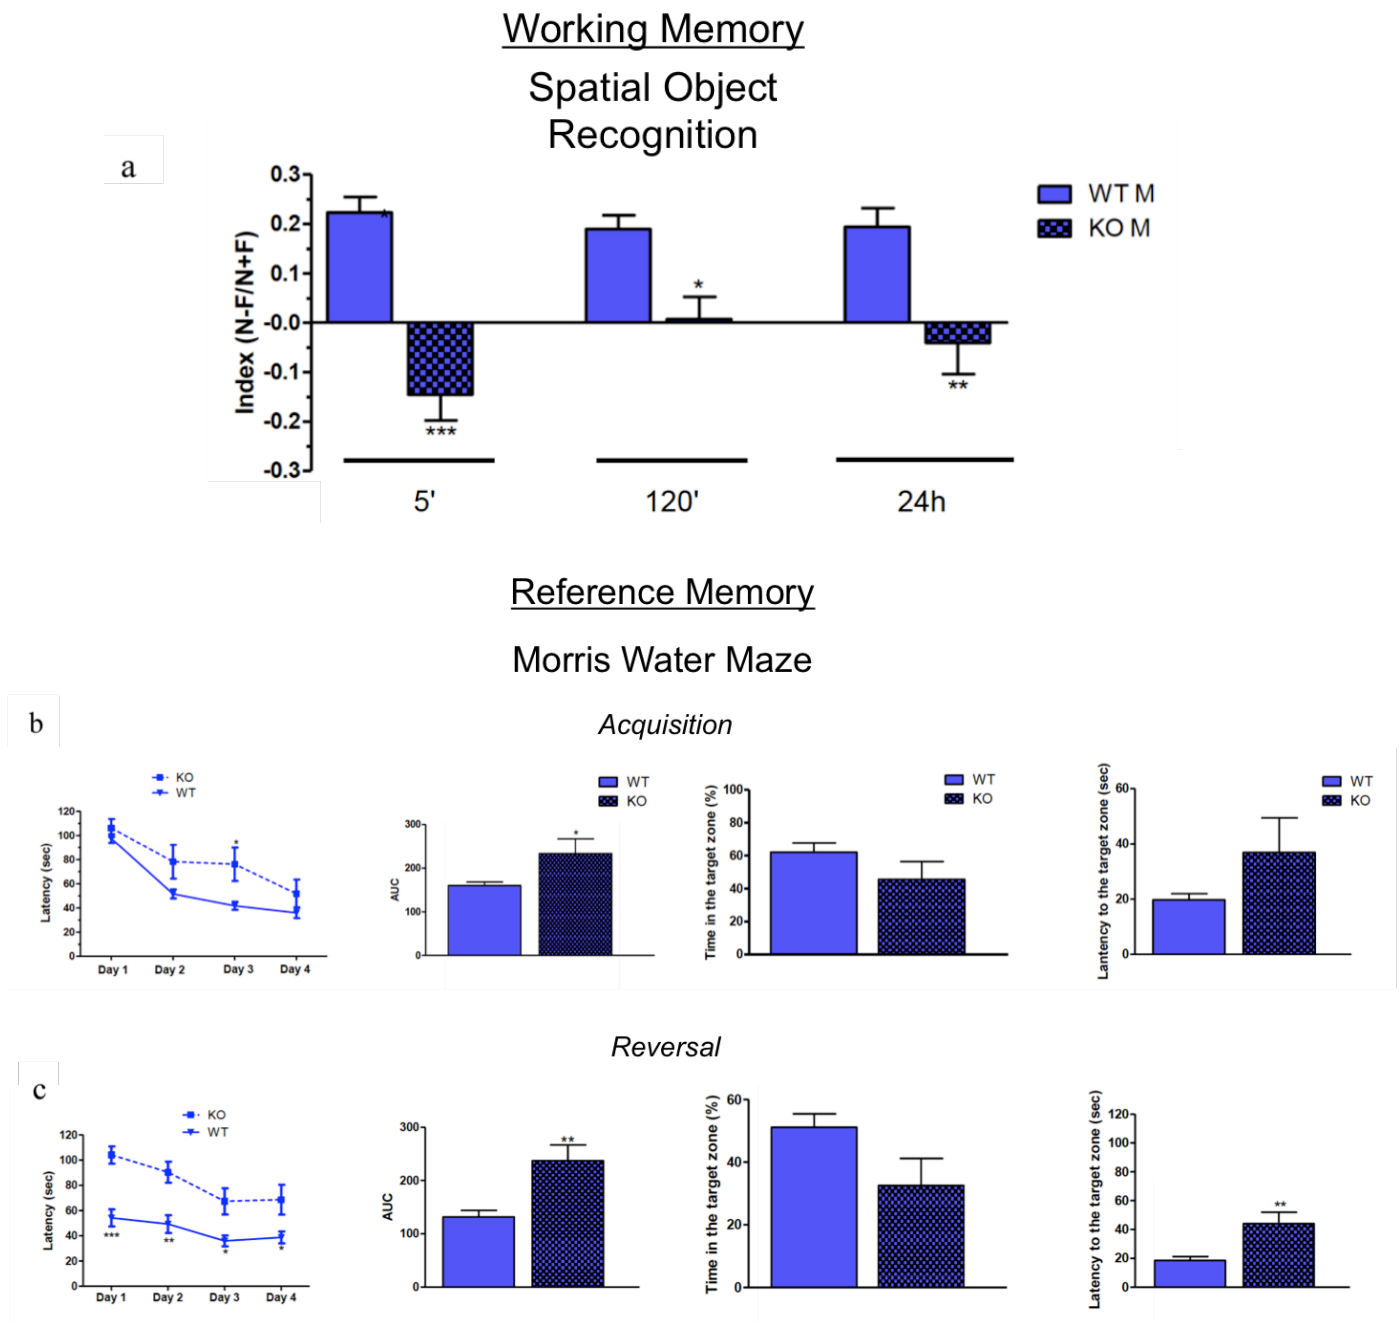 Working Memory
Spatial Object
Recognition
a
0.3
0.2
0.1
-0.0
-0.1
-0.2
-0.3
Index (N-F/N+F)
*
***
*
**
WT M
KO M
5'
120'
24h
Reference Memory
Morris Water Maze
b
Acquisition
KO
WT
120
100
80
60
40
20
0
Latency (sec)
*
Day 1
Day 2
Day 3
Day 4
WT
KO
300
200
100
0
AUC
*
WT
KO
100
80
60
40
20
0
Time in the target zone (%)
WT
KO
60
40
20
0
Lantency to the target zone (sec)
Reversal
c
KO
WT
120
100
80
60
40
20
0
Latency (sec)
***
**
*
*
Day 1
Day 2
Day 3
Day 4
300
200
100
0
AUC
**
60
40
20
0
Time in the target zone (%)
120
100
80
60
40
20
0
Latency to the target zone (sec)
**